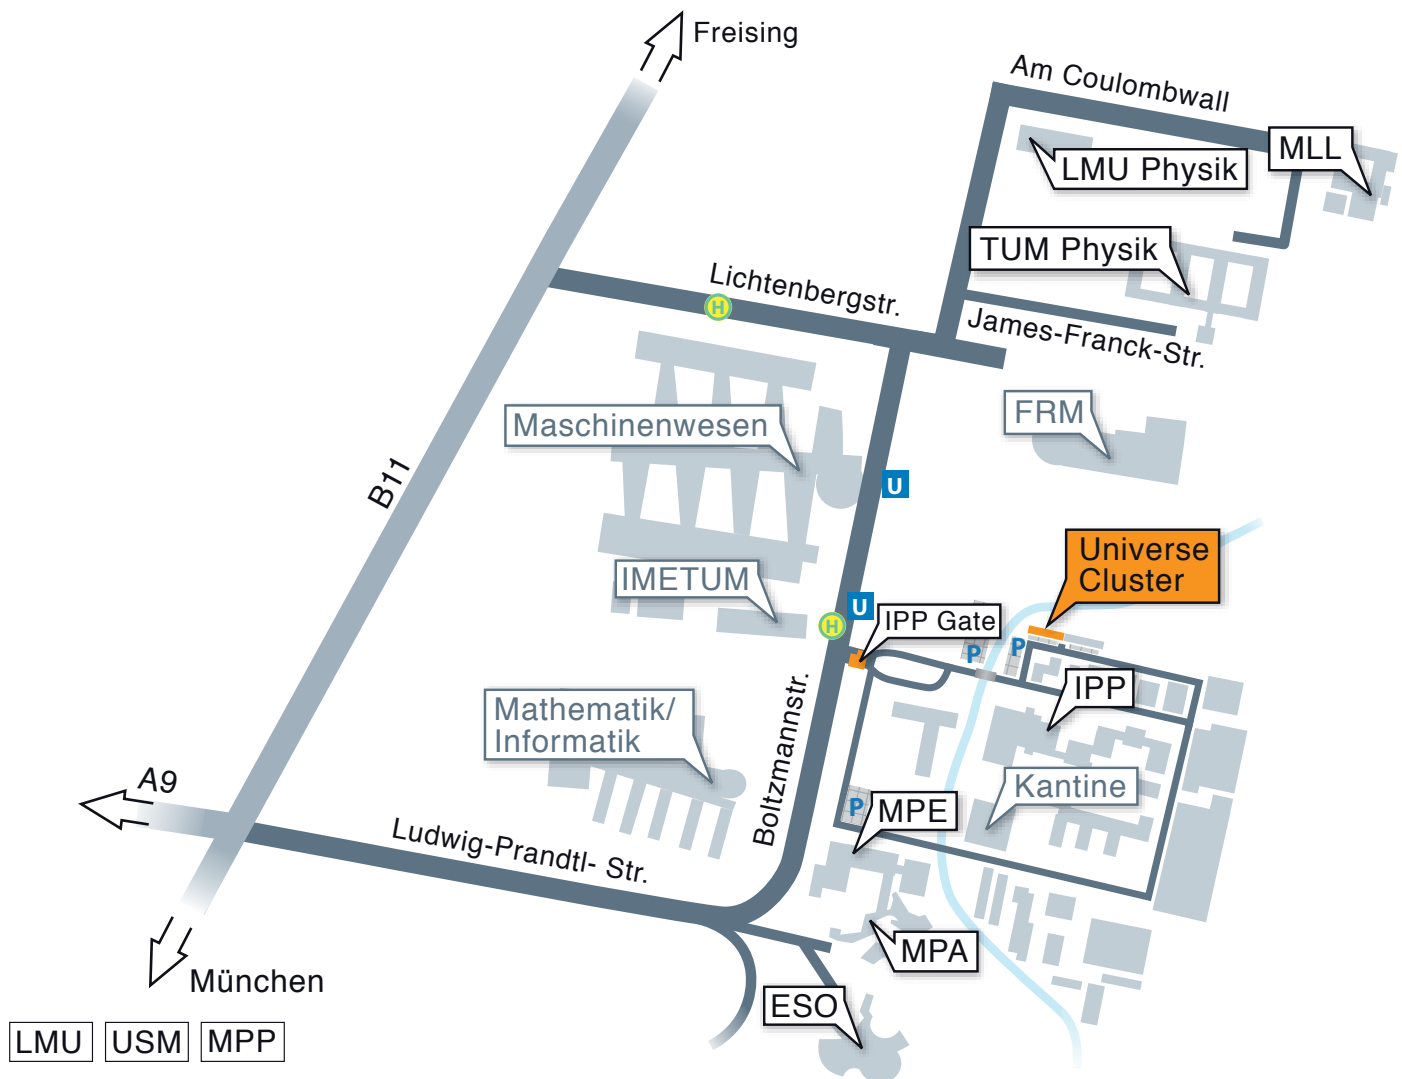 Freising
Am Coulombwall
MLL
LMU Physik
TUM Physik
Lichtenbergstr.
H
James-Franck-Str.
Maschinenwesen
FRM
B11
U
Universe
Cluster
IMETUM
U
IPP Gate
H
P
P
IPP
Mathematik/
Informatik
Boltzmannstr.
A9
Kantine
P
MPE
Ludwig-Prandtl- Str.
MPA
München
ESO
LMU
USM
MPP